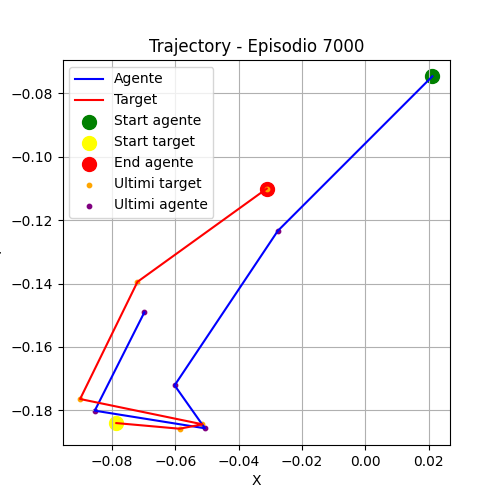 Trajectory - Episodio 7000
Agente
Target
Start agente
Start target
End agente
Ultimi target
Ultimi agente
−0.08
−0.10
−0.12
−0.14
−0.16
−0.18
−0.08
−0.06
−0.04
−0.02
0.00
0.02
X